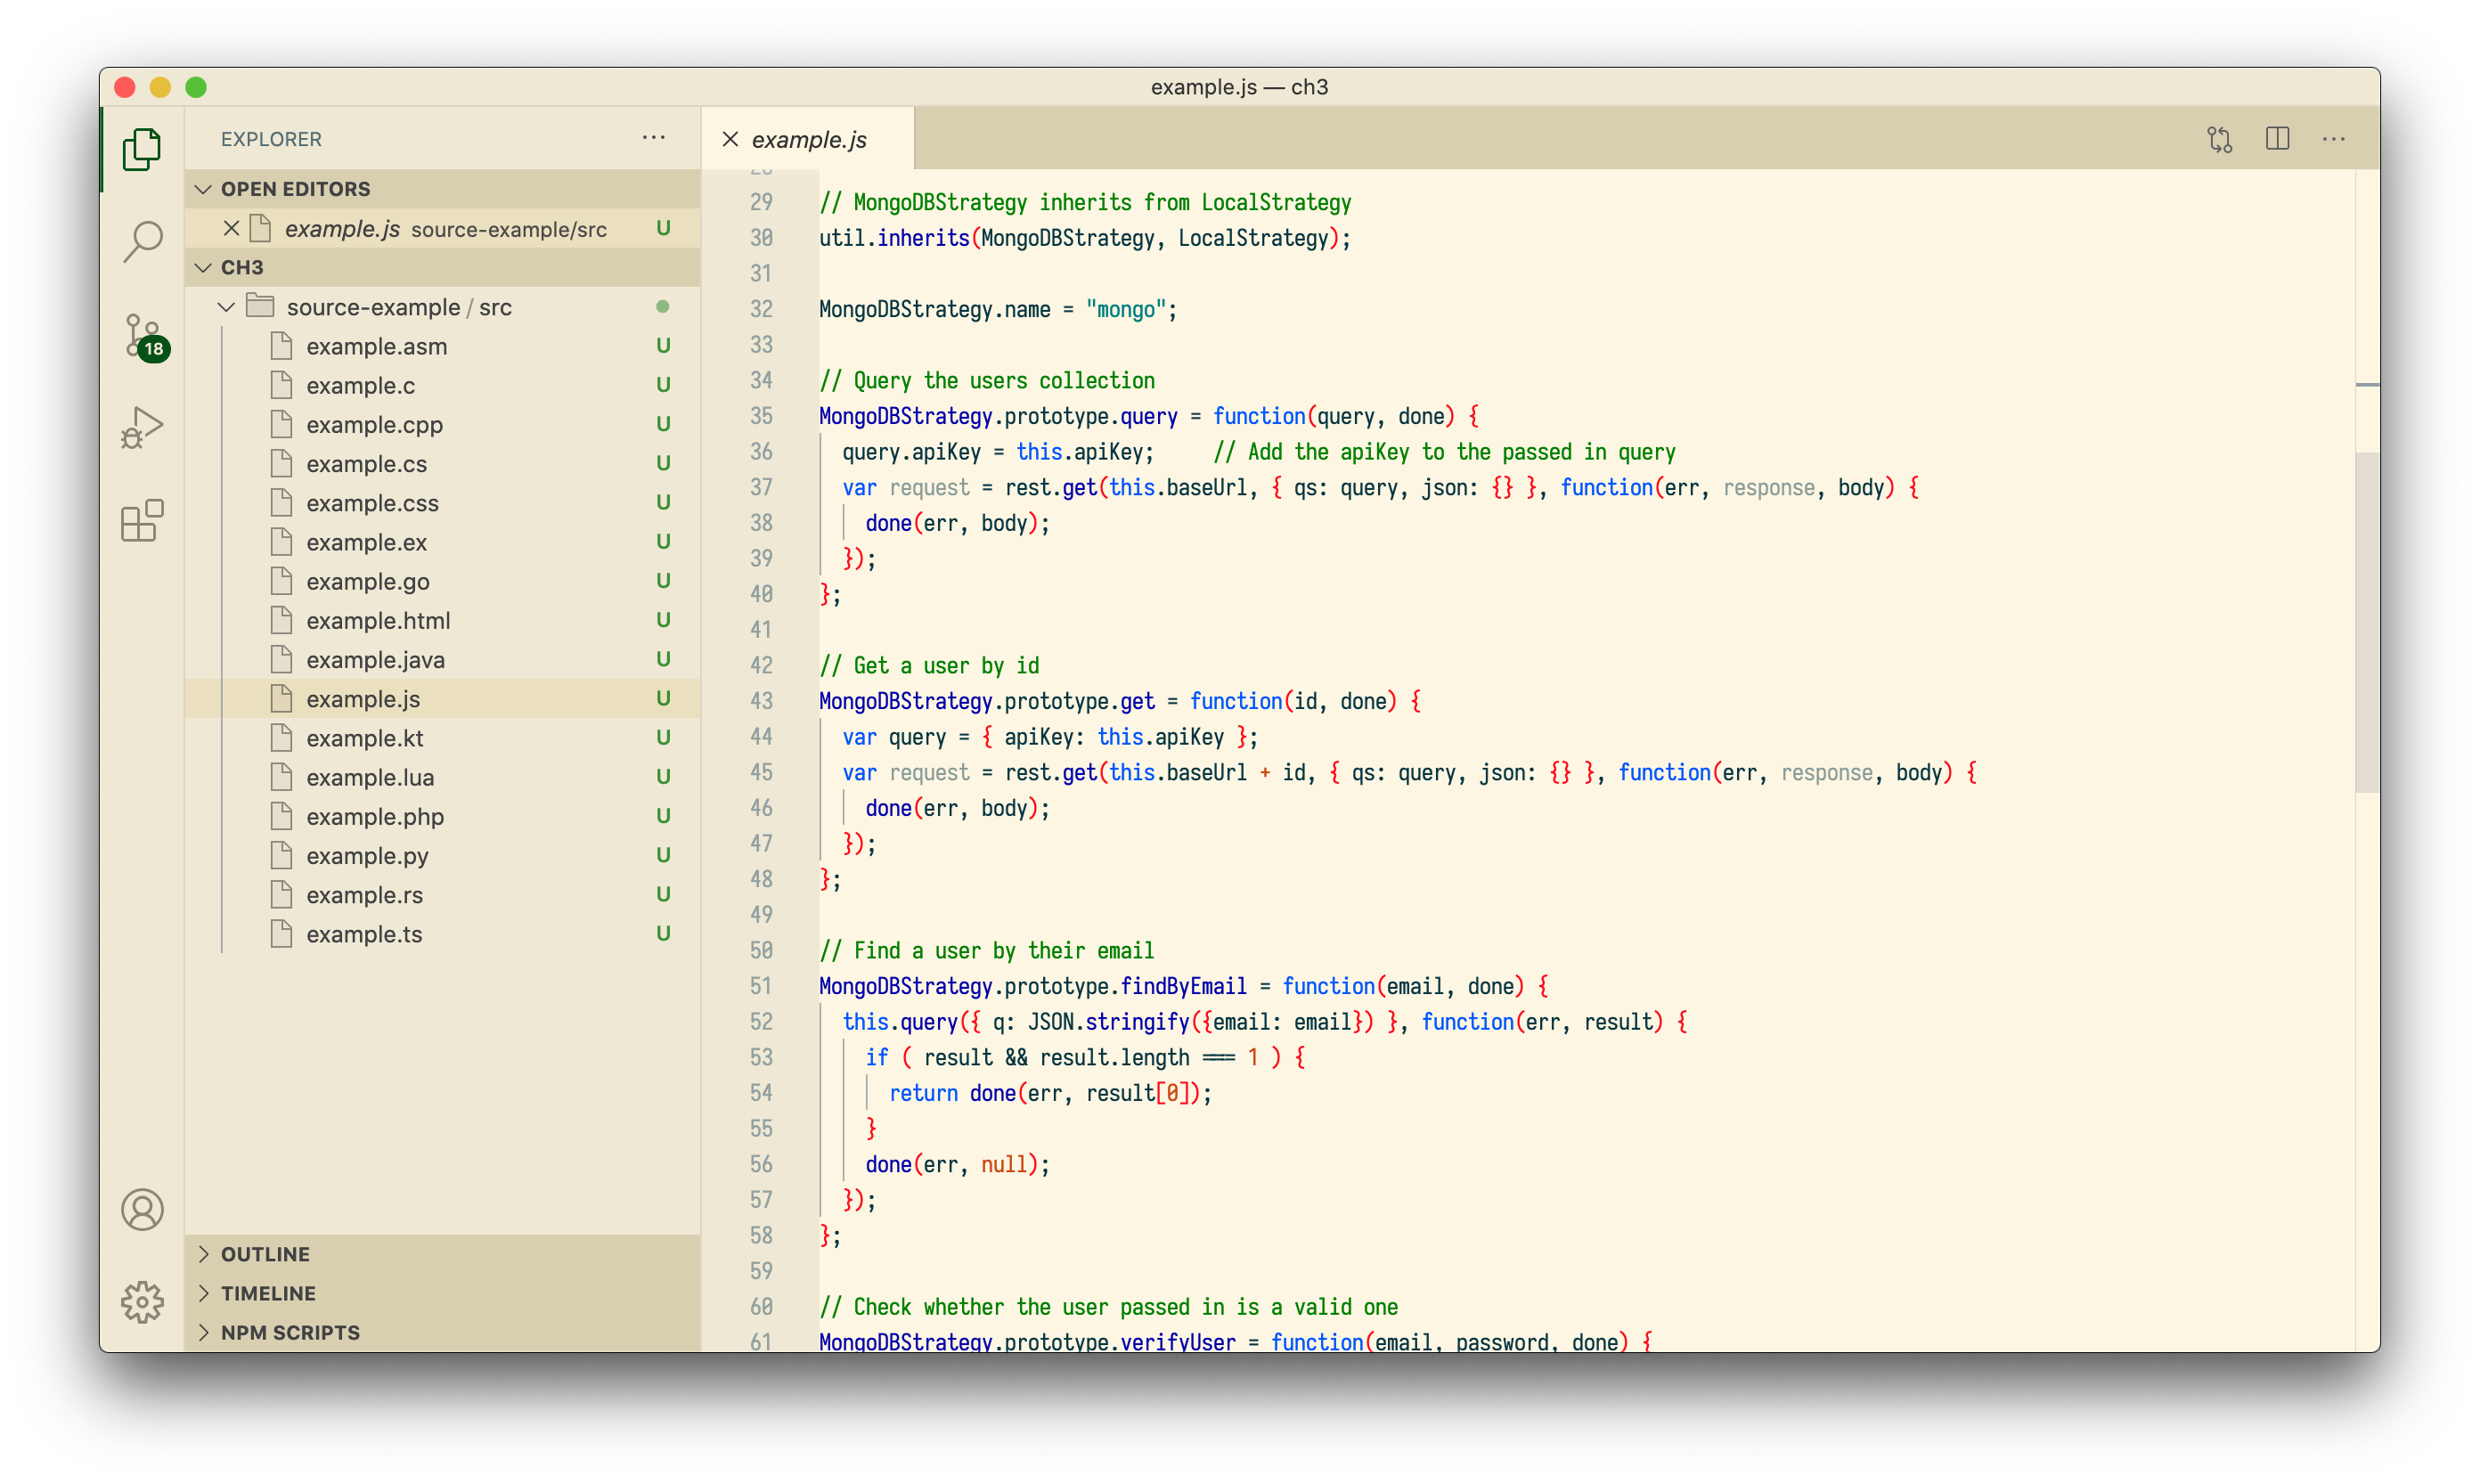 example.js — ch3
EXPLORER
OPEN EDITORS
example.js source-example/src U
CH3
source-example / src
example.asm U
example.c U
example.cpp U
example.cs U
example.css U
example.ex U
example.go U
example.html U
example.java U
example.js U
example.kt U
example.lua U
example.php U
example.py U
example.rs U
example.ts U
OUTLINE
TIMELINE
NPM SCRIPTS
18
example.js
29 // MongoDBStrategy inherits from LocalStrategy
30 util.inherits(MongoDBStrategy, LocalStrategy);
31
32 MongoDBStrategy.name = "mongo";
33
34 // Query the users collection
35 MongoDBStrategy.prototype.query = function(query, done) {
36   query.apiKey = this.apiKey;     // Add the apiKey to the passed in query
37   var request = rest.get(this.baseUrl, { qs: query, json: {} }, function(err, response, body) {
38     done(err, body);
39   });
40 };
41
42 // Get a user by id
43 MongoDBStrategy.prototype.get = function(id, done) {
44   var query = { apiKey: this.apiKey };
45   var request = rest.get(this.baseUrl + id, { qs: query, json: {} }, function(err, response, body) {
46     done(err, body);
47   });
48 };
49
50 // Find a user by their email
51 MongoDBStrategy.prototype.findByEmail = function(email, done) {
52   this.query({ q: JSON.stringify({email: email}) }, function(err, result) {
53     if ( result && result.length === 1 ) {
54       return done(err, result[0]);
55     }
56     done(err, null);
57   });
58 };
59
60 // Check whether the user passed in is a valid one
61 MongoDBStrategy.prototype.verifyUser = function(email, password, done) {